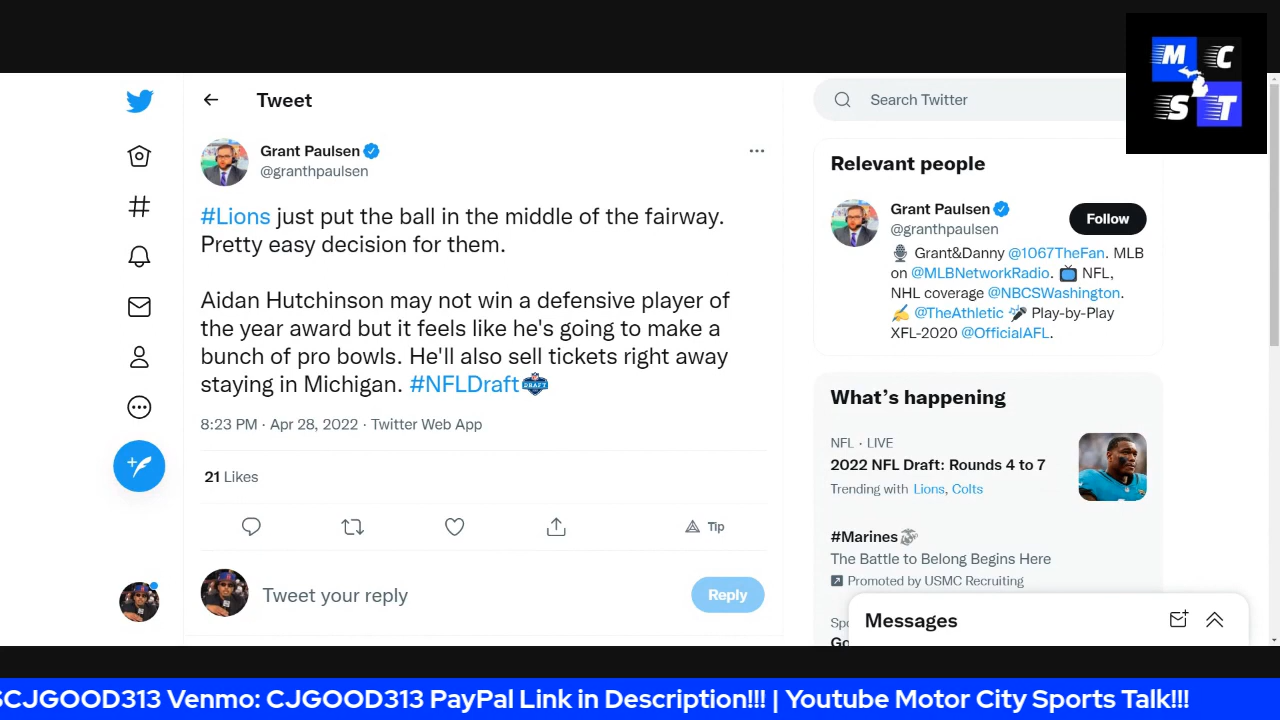 M C
S T
Tweet
Search Twitter
Grant Paulsen
@granthpaulsen
#Lions just put the ball in the middle of the fairway.
Pretty easy decision for them.
Aidan Hutchinson may not win a defensive player of
the year award but it feels like he's going to make a
bunch of pro bowls. He'll also sell tickets right away
staying in Michigan. #NFLDraft
8:23 PM · Apr 28, 2022 · Twitter Web App
21 Likes
Tip
Tweet your reply
Reply
Relevant people
Grant Paulsen
@granthpaulsen
Follow
Grant&Danny @1067TheFan. MLB
on @MLBNetworkRadio. NFL,
NHL coverage @NBCSWashington.
@TheAthletic Play-by-Play
XFL-2020 @OfficialAFL.
What's happening
NFL · LIVE
2022 NFL Draft: Rounds 4 to 7
Trending with Lions, Colts
#Marines
The Battle to Belong Begins Here
Promoted by USMC Recruiting
Messages
CJGOOD313 Venmo: CJGOOD313 PayPal Link in Description!!! | Youtube Motor City Sports Talk!!!